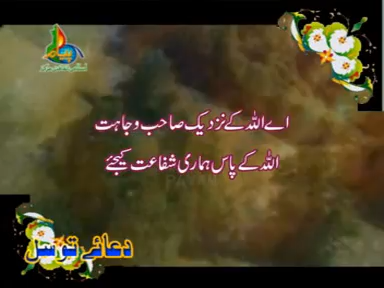 اے اللہ کے نزدیک صاحب وجاہت
اللہ کے پاس ہماری شفاعت کیجئے
دعائے توسل